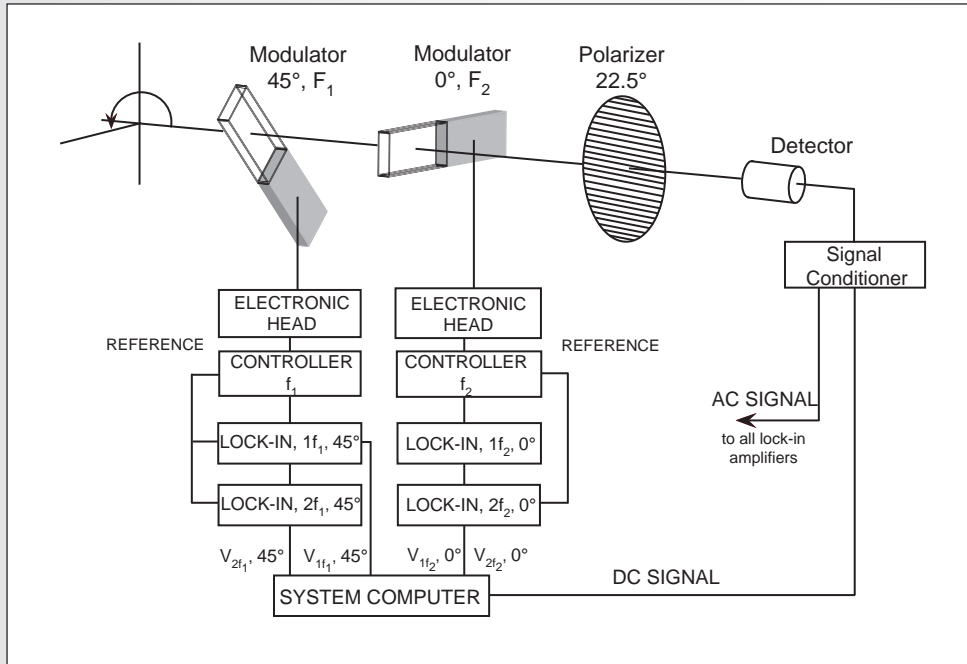 Modulator
45°, F₁
Modulator
0°, F₂
Polarizer
22.5°
Detector
Signal
Conditioner
ELECTRONIC
HEAD
ELECTRONIC
HEAD
REFERENCE
REFERENCE
CONTROLLER
f₁
CONTROLLER
f₂
AC SIGNAL
to all lock-in
amplifiers
LOCK-IN, 1f₁, 45°
LOCK-IN, 1f₂, 0°
LOCK-IN, 2f₁, 45°
LOCK-IN, 2f₂, 0°
V₂f₁, 45°
V₁f₁, 45°
V₁f₂, 0°
V₂f₂, 0°
DC SIGNAL
SYSTEM COMPUTER